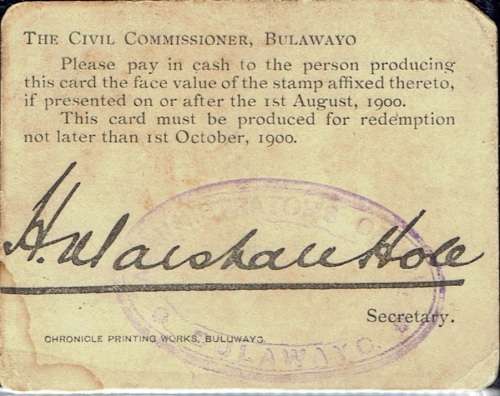 THE CIVIL COMMISSIONER, BULAWAYO
Please pay in cash to the person producing
this card the face value of the stamp affixed thereto,
if presented on or after the 1st August, 1900.
This card must be produced for redemption
not later than 1st October, 1900.
H. Marshall Hole
Secretary.
CHRONICLE PRINTING WORKS, BULUWAYO.
BULAWAYO.